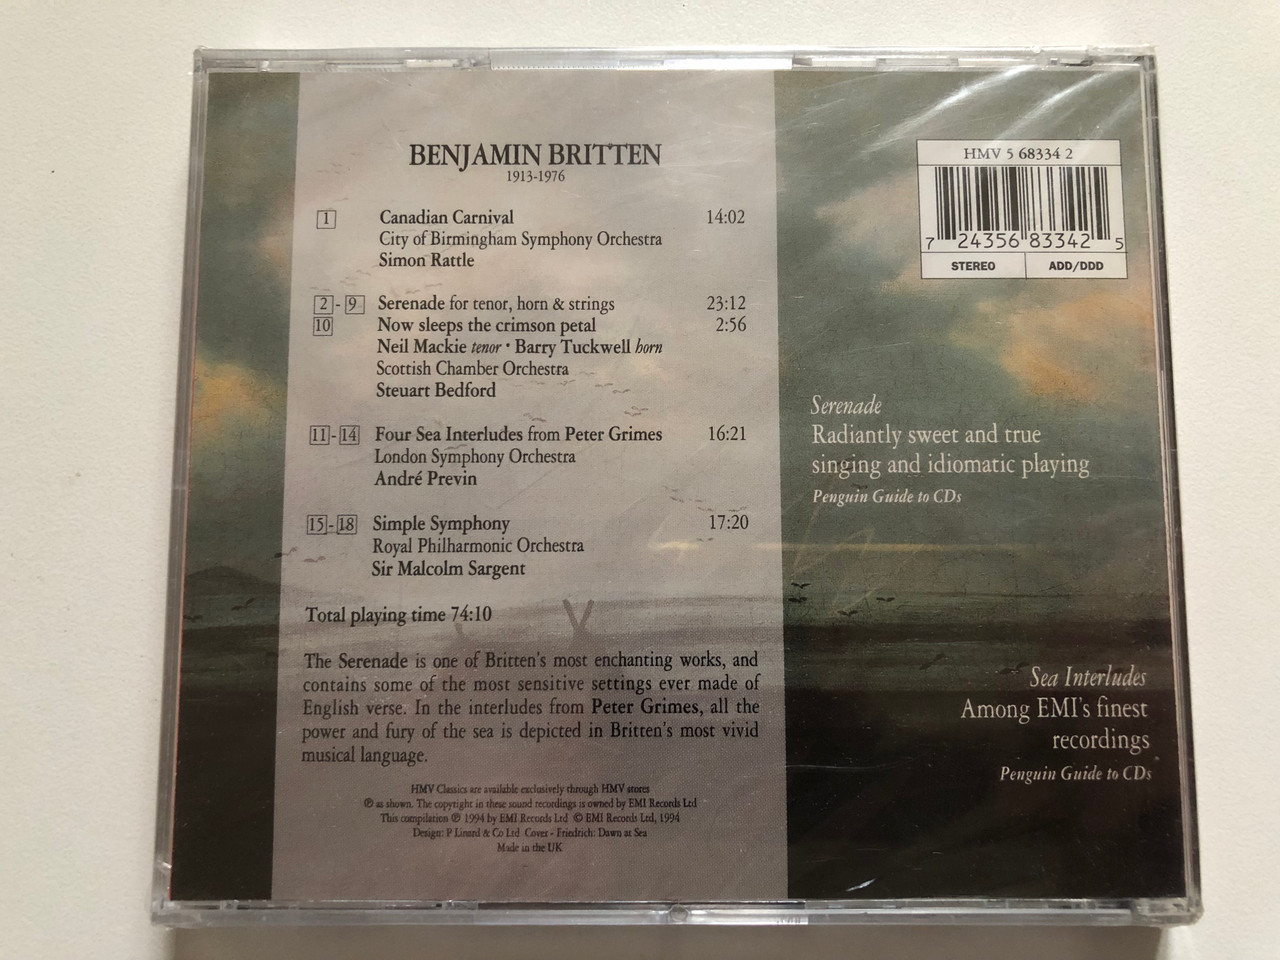 BENJAMIN BRITTEN
1913-1976
1 Canadian Carnival 14:02
City of Birmingham Symphony Orchestra
Simon Rattle
2 - 9 Serenade for tenor, horn & strings 23:12
10 Now sleeps the crimson petal 2:56
Neil Mackie tenor • Barry Tuckwell horn
Scottish Chamber Orchestra
Steuart Bedford
11 - 14 Four Sea Interludes from Peter Grimes 16:21
London Symphony Orchestra
André Previn
15 - 18 Simple Symphony 17:20
Royal Philharmonic Orchestra
Sir Malcolm Sargent
Total playing time 74:10
The Serenade is one of Britten's most enchanting works, and
contains some of the most sensitive settings ever made of
English verse. In the interludes from Peter Grimes, all the
power and fury of the sea is depicted in Britten's most vivid
musical language.
HMV Classics are available exclusively through HMV stores
℗ as shown. The copyright in these sound recordings is owned by EMI Records Ltd
This compilation ℗ 1994 by EMI Records Ltd © EMI Records Ltd, 1994
Design: P Linard & Co Ltd Cover - Friedrich: Dawn at Sea
Made in the UK
HMV 5 68334 2
7 24356 83342 5
STEREO ADD/DDD
Serenade
Radiantly sweet and true
singing and idiomatic playing
Penguin Guide to CDs
Sea Interludes
Among EMI's finest
recordings
Penguin Guide to CDs